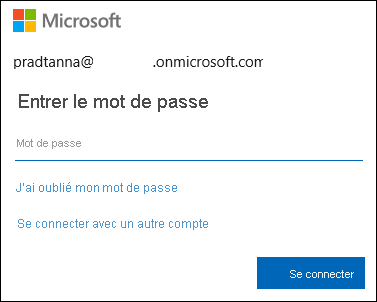 Microsoft
pradtanna@ .onmicrosoft.com
Entrer le mot de passe
Mot de passe
J'ai oublié mon mot de passe
Se connecter avec un autre compte
Se connecter